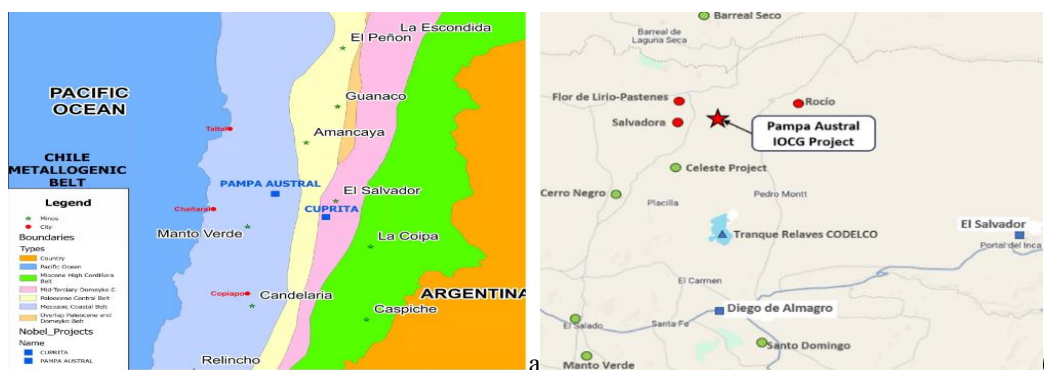 La Escondida
El Peñon
PACIFIC
OCEAN
Guanaco
Taltal
Amancaya
CHILE
METALLOGENIC
BELT
PAMPA AUSTRAL
El Salvador
CUPRITA
Chañaral
Manto Verde
La Coipa
Copiapo
Candelaria
ARGENTINA
Caspiche
Relincho
Legend
Minos
City
Boundaries
Types
Country
Pacific Ocean
Miocene High Cordillera
Belt
Mid-Tertiary Domeyko C
Paleocene Central Belt
Mesozoic Coastal Belt
Overlap Paleocene and
Domeyko Belt
Nobel_Projects
Name
CUPRITA
PAMPA AUSTRAL
a
Barreal Seco
Barreal de
Laguna Seca
Flor de Lirio-Pastenes
Rocío
Salvadora
Pampa Austral
IOCG Project
Celeste Project
Cerro Negro
Pedro Montt
Placilla
El Salvador
Tranque Relaves CODELCO
Portal del Inca
El Carmen
Diego de Almagro
El Salado
Santa Fe
Santo Domingo
Manto Verde